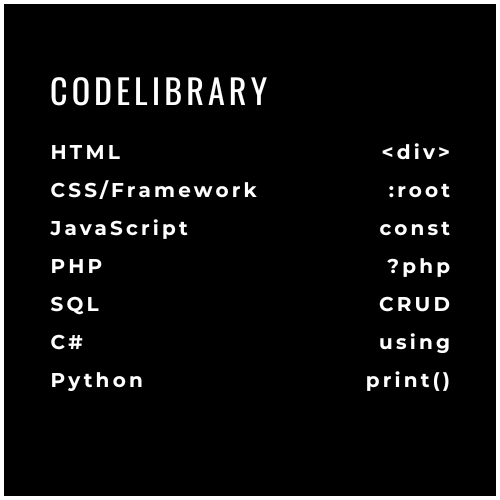 CODELIBRARY
HTML <div>
CSS/Framework :root
JavaScript const
PHP ?php
SQL CRUD
C# using
Python print()